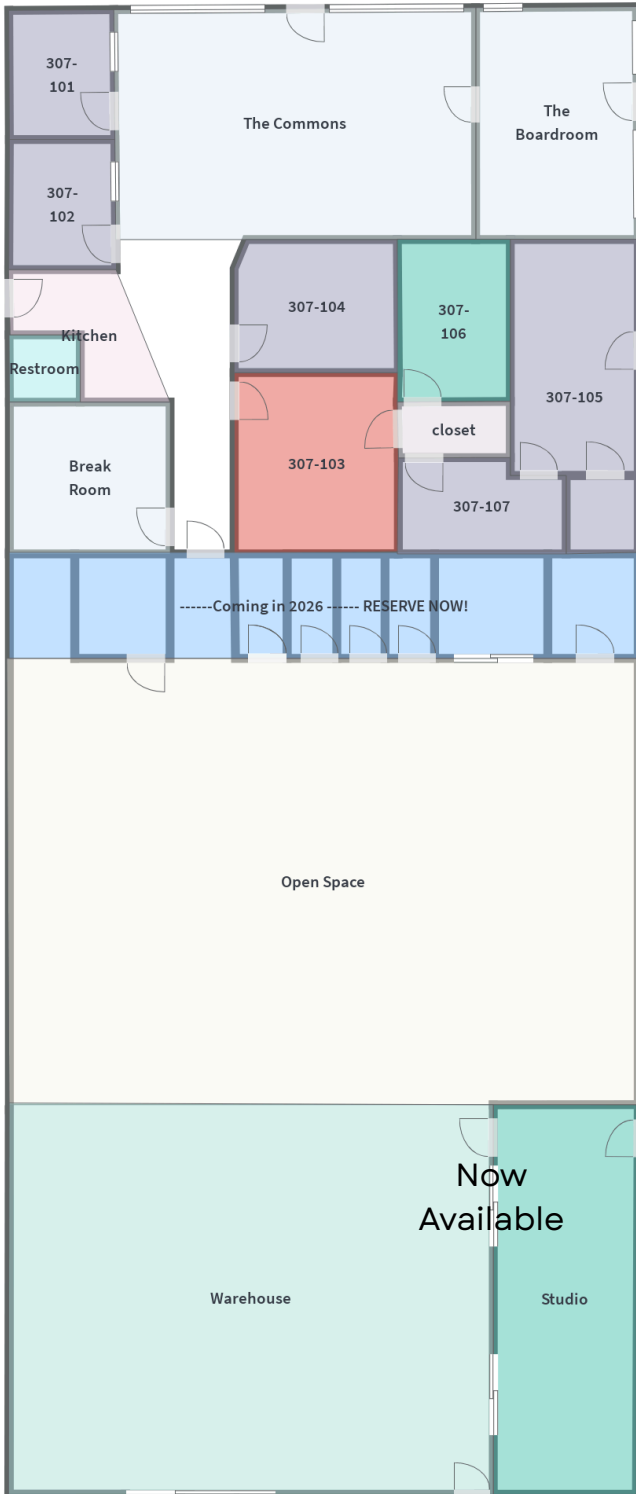 307-
101
The Commons
The
Boardroom
307-
102
307-104
307-
106
Kitchen
Restroom
307-105
closet
307-103
Break
Room
307-107
------Coming in 2026 ------ RESERVE NOW!
Open Space
Now
Available
Warehouse
Studio